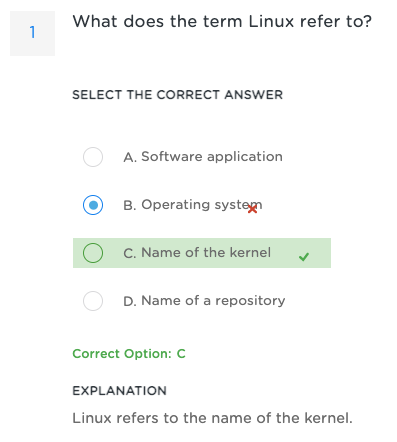 1
What does the term Linux refer to?
SELECT THE CORRECT ANSWER
A. Software application
B. Operating system
C. Name of the kernel
D. Name of a repository
Correct Option: C
EXPLANATION
Linux refers to the name of the kernel.